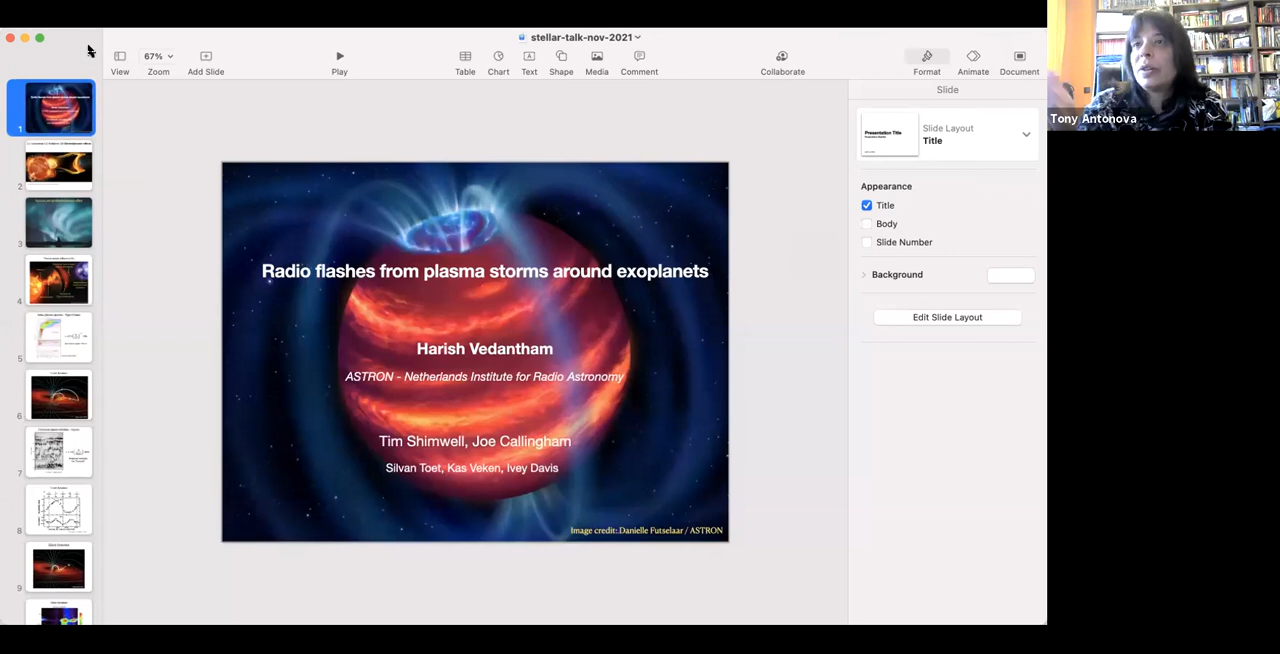 stellar-talk-nov-2021
67%
View
Zoom
Add Slide
Play
Table
Chart
Text
Shape
Media
Comment
Collaborate
Format
Animate
Document
Tony Antonova
1
2
3
4
5
6
7
8
9
Radio flashes from plasma storms around exoplanets
Harish Vedantham
ASTRON - Netherlands Institute for Radio Astronomy
Tim Shimwell, Joe Callingham
Silvan Toet, Kas Veken, Ivey Davis
Image credit: Danielle Futselaar / ASTRON
Slide
Presentation Title
Slide Layout
Title
Appearance
Title
Body
Slide Number
Background
Edit Slide Layout